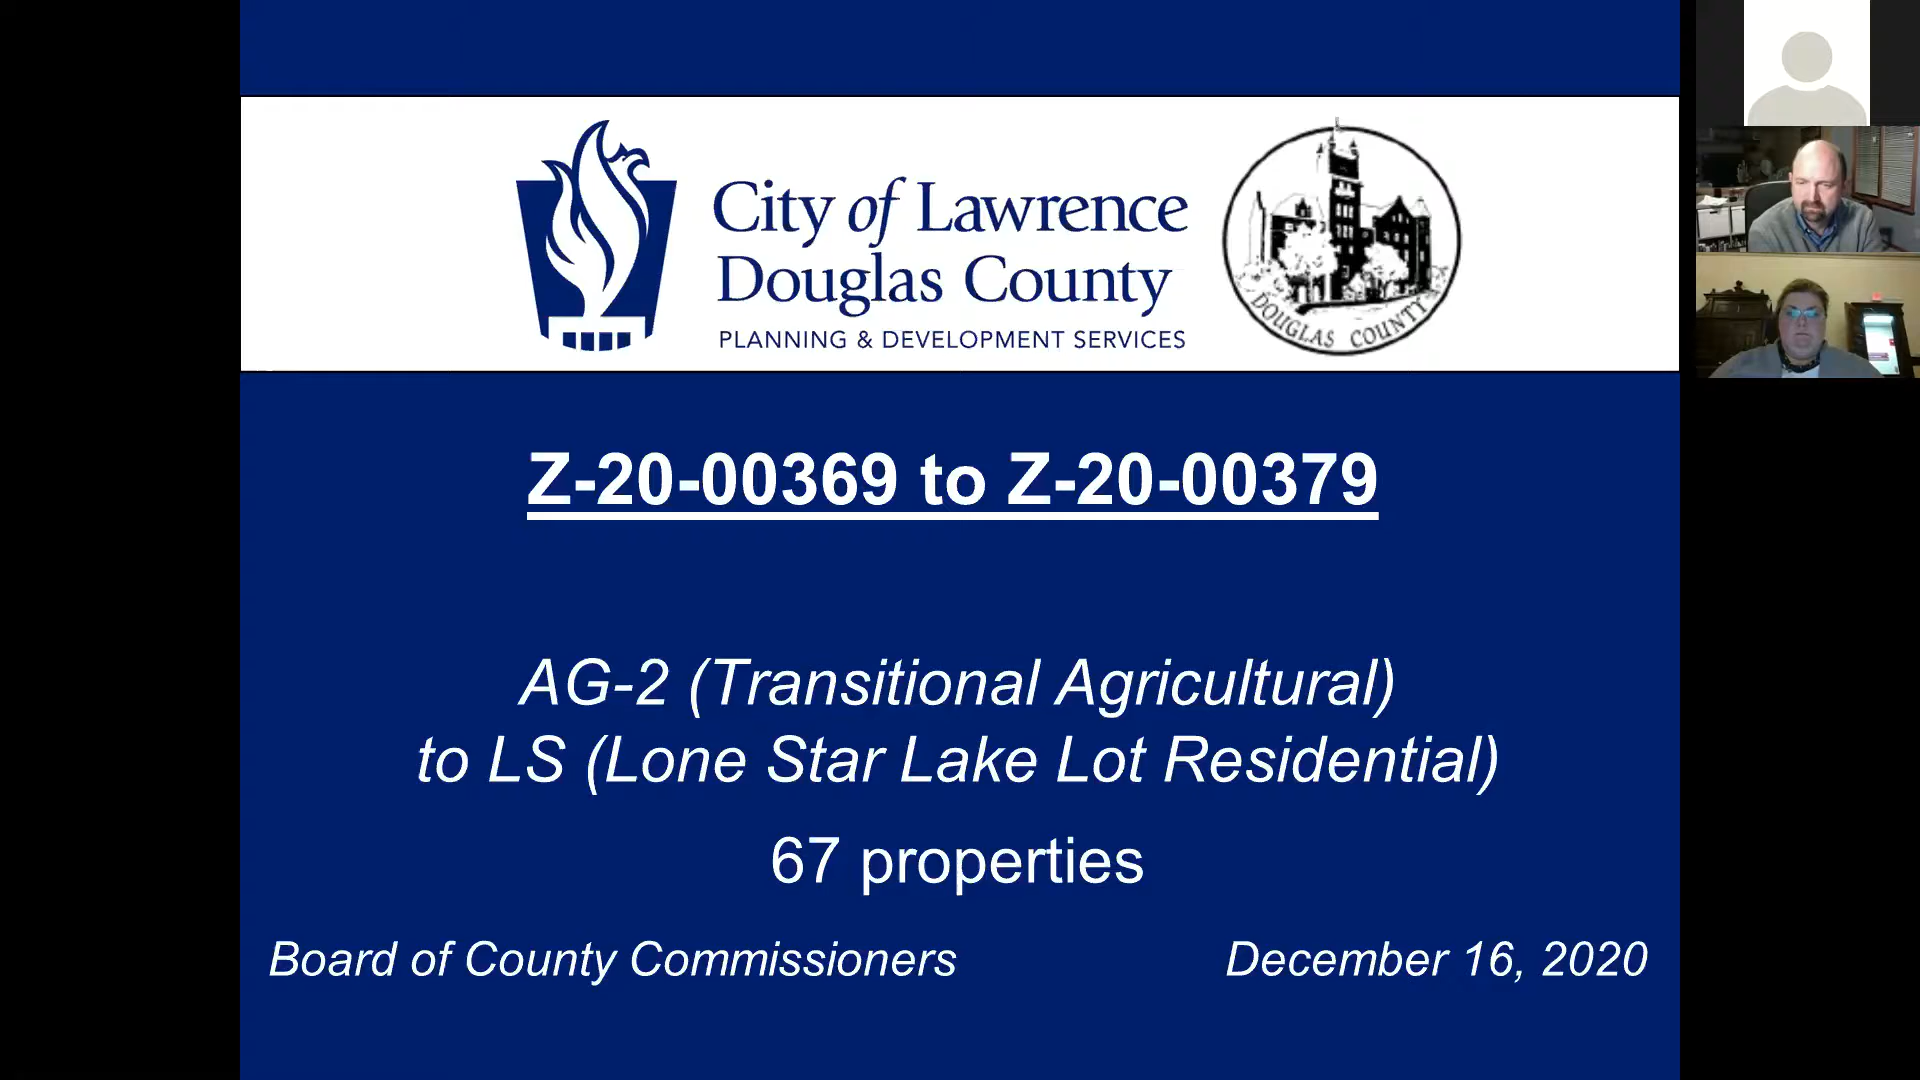 City of Lawrence
Douglas County
PLANNING & DEVELOPMENT SERVICES
DOUGLAS COUNTY
Z-20-00369 to Z-20-00379
AG-2 (Transitional Agricultural)
to LS (Lone Star Lake Lot Residential)
67 properties
Board of County Commissioners
December 16, 2020